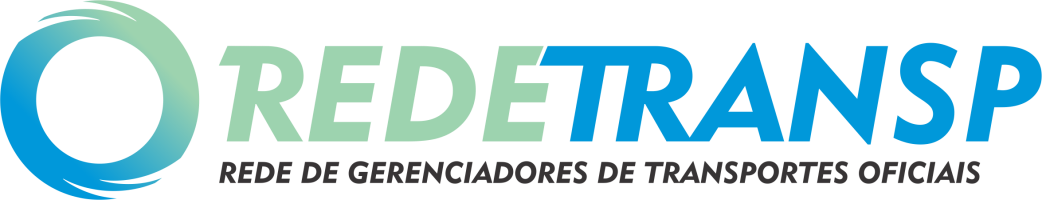 REDETRANSP
REDE DE GERENCIADORES DE TRANSPORTES OFICIAIS